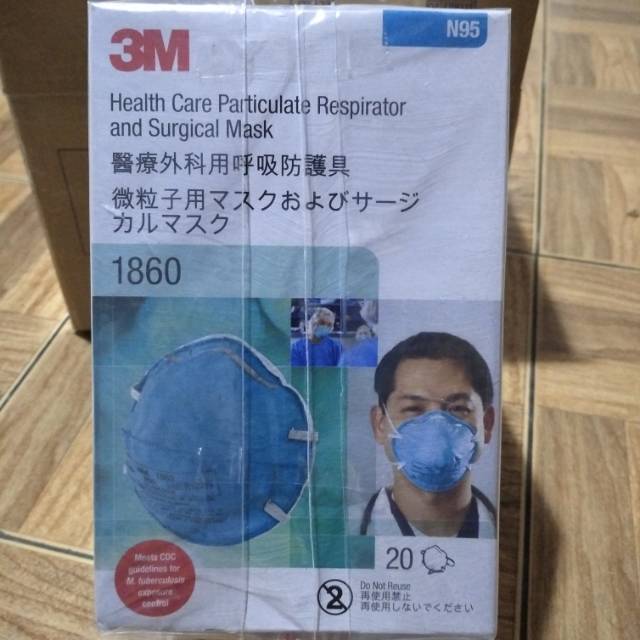 3M
N95
Health Care Particulate Respirator
and Surgical Mask
醫療外科用呼吸防護具
微粒子用マスクおよびサージ
カルマスク
1860
Meets CDC
guidelines for
M. tuberculosis
exposure
control
20
2
Do Not Reuse
再使用禁止
再使用しないでください